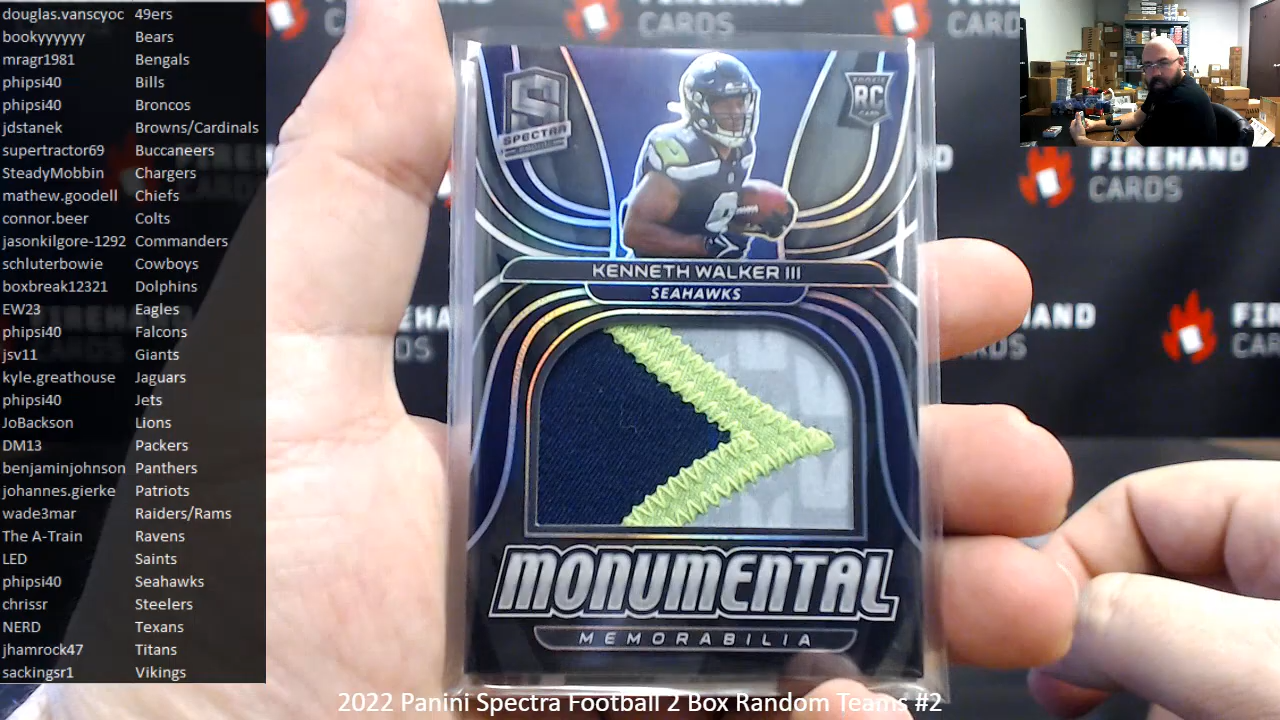 douglas.vanscyoc 49ers
bookyyyyyy Bears
mragr1981 Bengals
phipsi40 Bills
phipsi40 Broncos
jdstanek Browns/Cardinals
supertractor69 Buccaneers
SteadyMobbin Chargers
mathew.goodell Chiefs
connor.beer Colts
jasonkilgore-1292 Commanders
schluterbowie Cowboys
boxbreak12321 Dolphins
EW23 Eagles
phipsi40 Falcons
jsv11 Giants
kyle.greathouse Jaguars
phipsi40 Jets
JoBackson Lions
DM13 Packers
benjaminjohnson Panthers
johannes.gierke Patriots
wade3mar Raiders/Rams
The A-Train Ravens
LED Saints
phipsi40 Seahawks
chrissr Steelers
NERD Texans
jhamrock47 Titans
sackingsr1 Vikings
S
SPECTRA
ROOKIE
RC
CARD
KENNETH WALKER III
SEAHAWKS
MONUMENTAL
MEMORABILIA
CARDS
FIREHAND
CARDS
2022 Panini Spectra Football 2 Box Random Teams #2